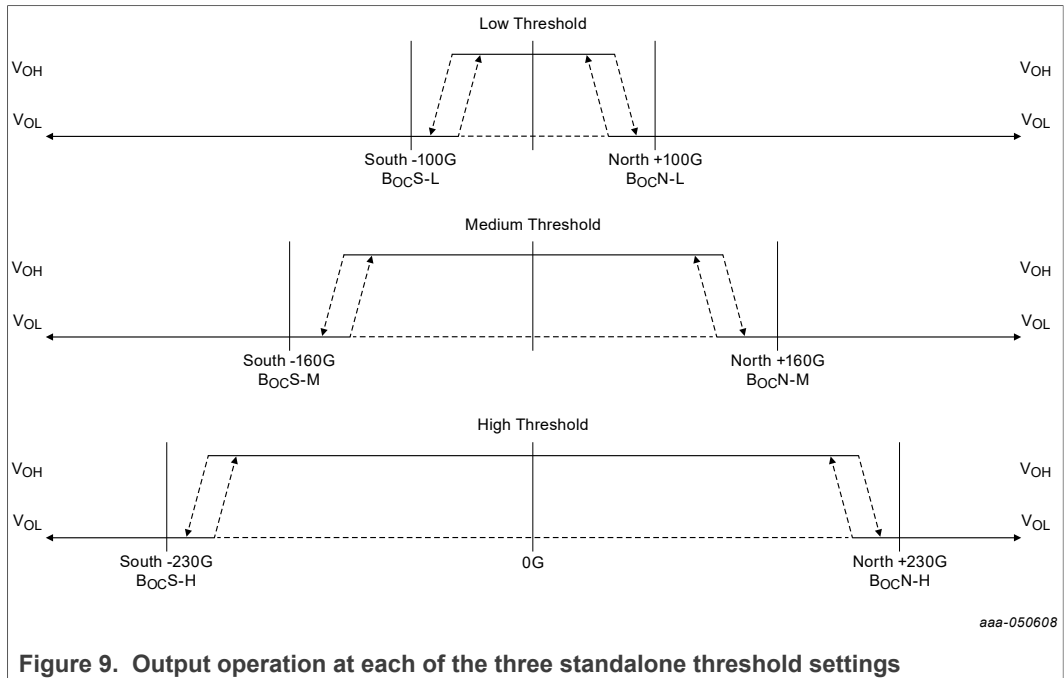 Low Threshold
VOH VOH
VOL VOL
South -100G North +100G
BOCS-L BOCN-L
Medium Threshold
VOH VOH
VOL VOL
South -160G North +160G
BOCS-M BOCN-M
High Threshold
VOH VOH
VOL VOL
South -230G 0G North +230G
BOCS-H BOCN-H
aaa-050608
Figure 9. Output operation at each of the three standalone threshold settings